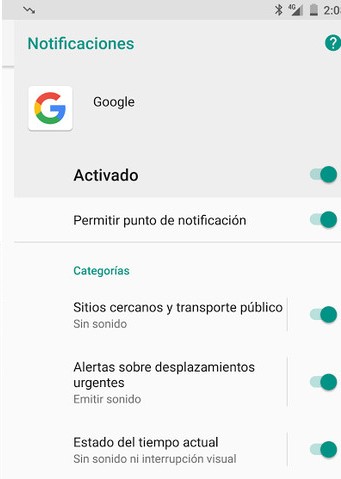 4G 2:0
Notificaciones ?
Google
Activado
Permitir punto de notificación
Categorías
Sitios cercanos y transporte público
Sin sonido
Alertas sobre desplazamientos
urgentes
Emitir sonido
Estado del tiempo actual
Sin sonido ni interrupción visual